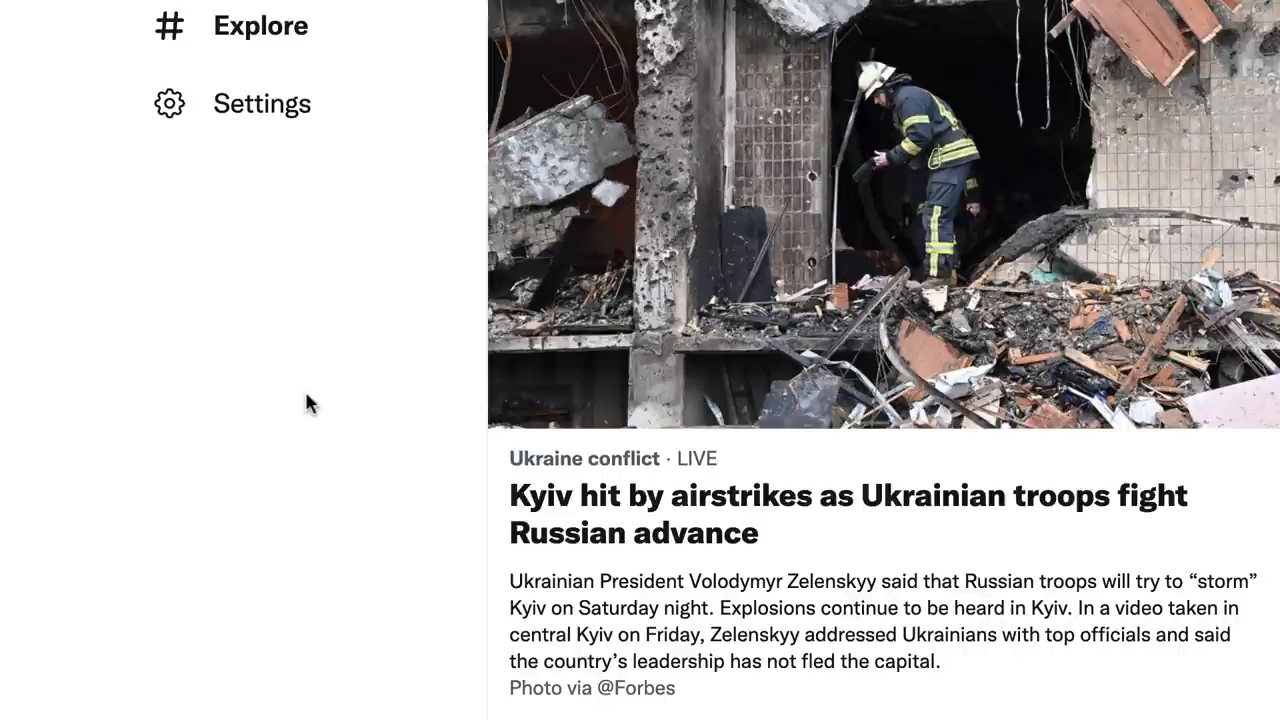 Explore
Settings
Ukraine conflict · LIVE
Kyiv hit by airstrikes as Ukrainian troops fight
Russian advance
Ukrainian President Volodymyr Zelenskyy said that Russian troops will try to “storm”
Kyiv on Saturday night. Explosions continue to be heard in Kyiv. In a video taken in
central Kyiv on Friday, Zelenskyy addressed Ukrainians with top officials and said
the country’s leadership has not fled the capital.
Photo via @Forbes